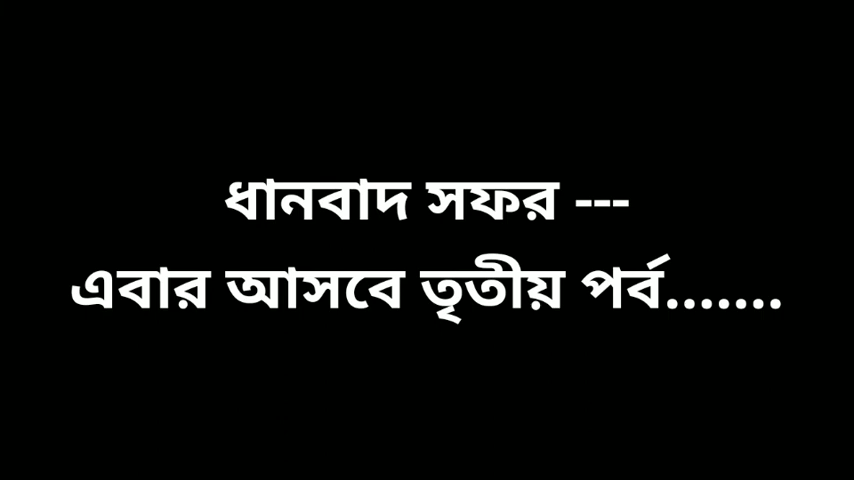 ধানবাদ সফর ---
এবার আসবে তৃতীয় পর্ব.......